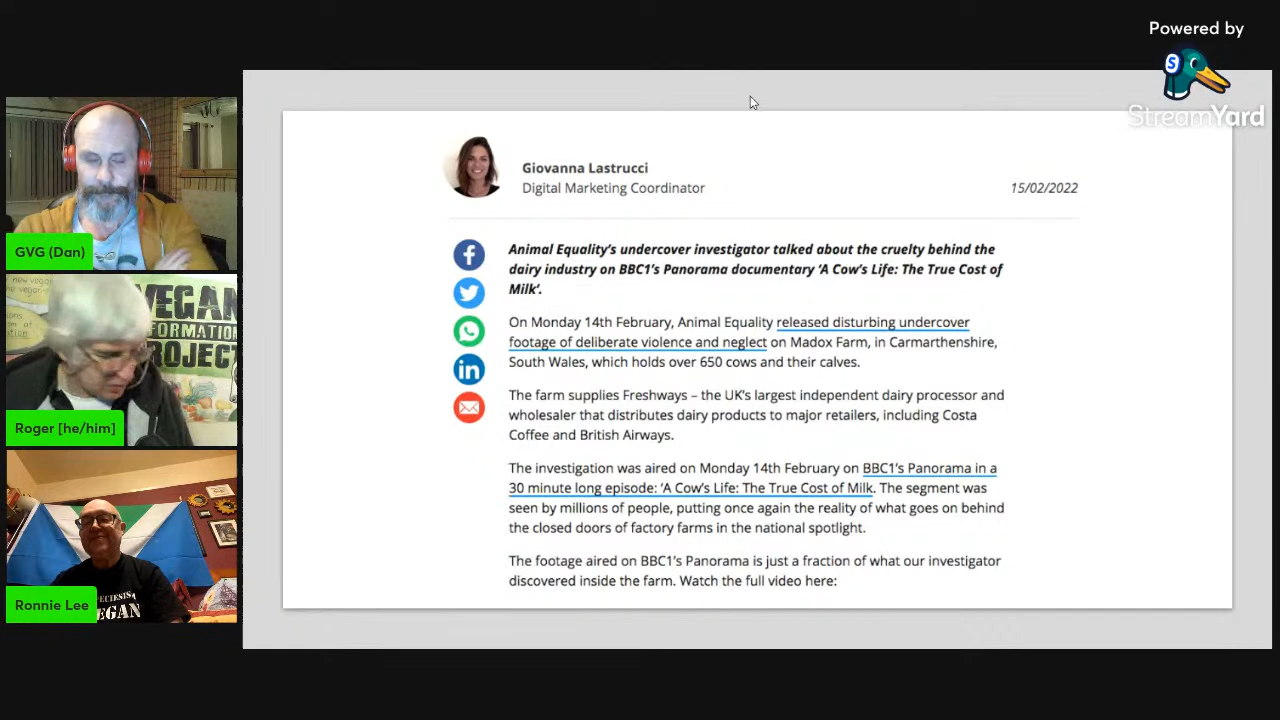 Powered by
S
StreamYard
GVG (Dan)
VEGAN
FORMATION
ROJECT
Roger [he/him]
PECIESISM
EGAN
Ronnie Lee
Giovanna Lastrucci
Digital Marketing Coordinator
15/02/2022
Animal Equality's undercover investigator talked about the cruelty behind the
dairy industry on BBC1's Panorama documentary 'A Cow's Life: The True Cost of
Milk'.
On Monday 14th February, Animal Equality released disturbing undercover
footage of deliberate violence and neglect on Madox Farm, in Carmarthenshire,
South Wales, which holds over 650 cows and their calves.
The farm supplies Freshways – the UK's largest independent dairy processor and
wholesaler that distributes dairy products to major retailers, including Costa
Coffee and British Airways.
The investigation was aired on Monday 14th February on BBC1's Panorama in a
30 minute long episode: 'A Cow's Life: The True Cost of Milk. The segment was
seen by millions of people, putting once again the reality of what goes on behind
the closed doors of factory farms in the national spotlight.
The footage aired on BBC1's Panorama is just a fraction of what our investigator
discovered inside the farm. Watch the full video here: